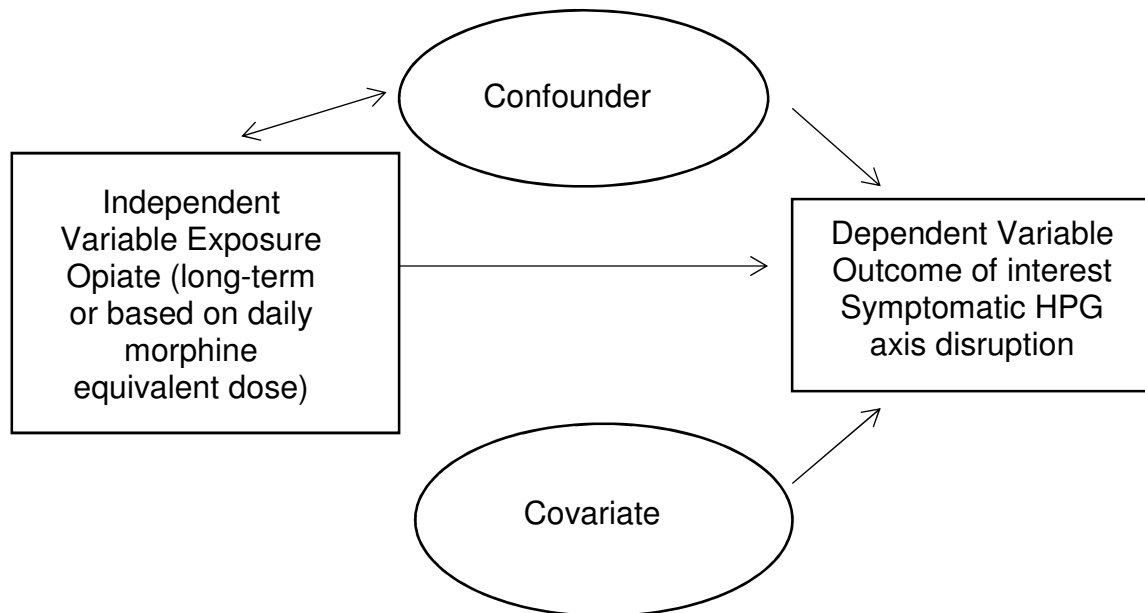 Confounder
Independent
Variable Exposure
Opiate (long-term
or based on daily
morphine
equivalent dose)
Dependent Variable
Outcome of interest
Symptomatic HPG
axis disruption
Covariate